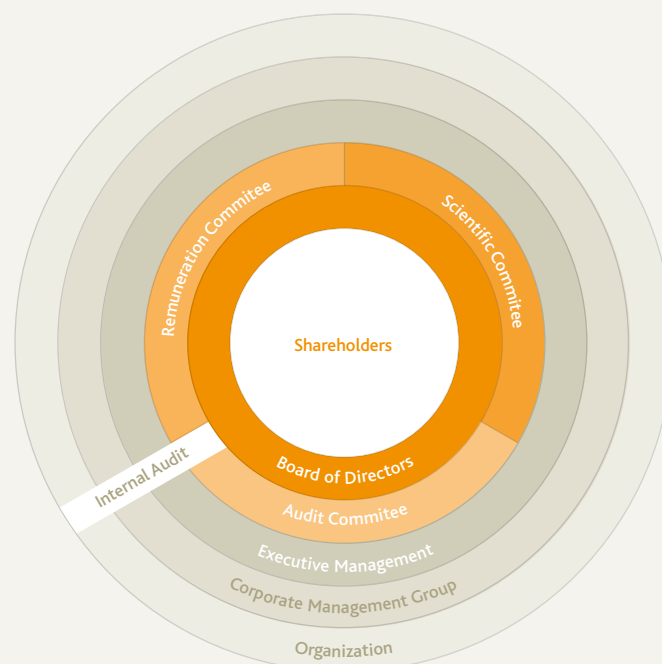 Remuneration Commitee
Scientific Commitee
Shareholders
Internal Audit
Board of Directors
Audit Commitee
Executive Management
Corporate Management Group
Organization